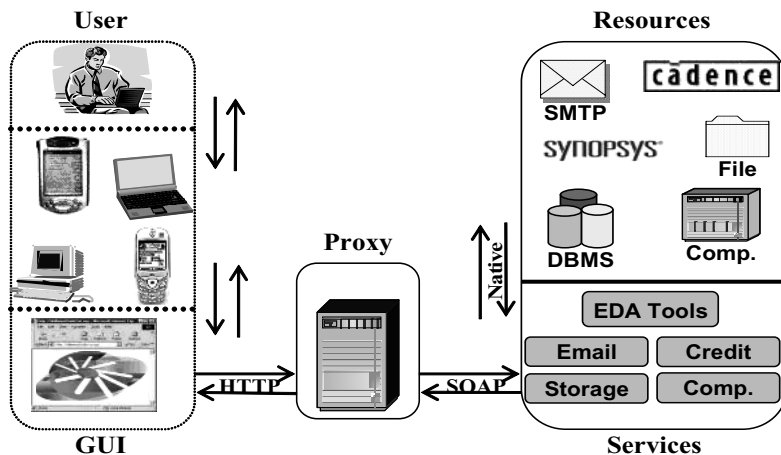 User
Resources
cādence
SMTP
SYNOPSYS®
File
DBMS
Comp.
Native
Proxy
EDA Tools
Email
Credit
Storage
Comp.
HTTP
SOAP
GUI
Services